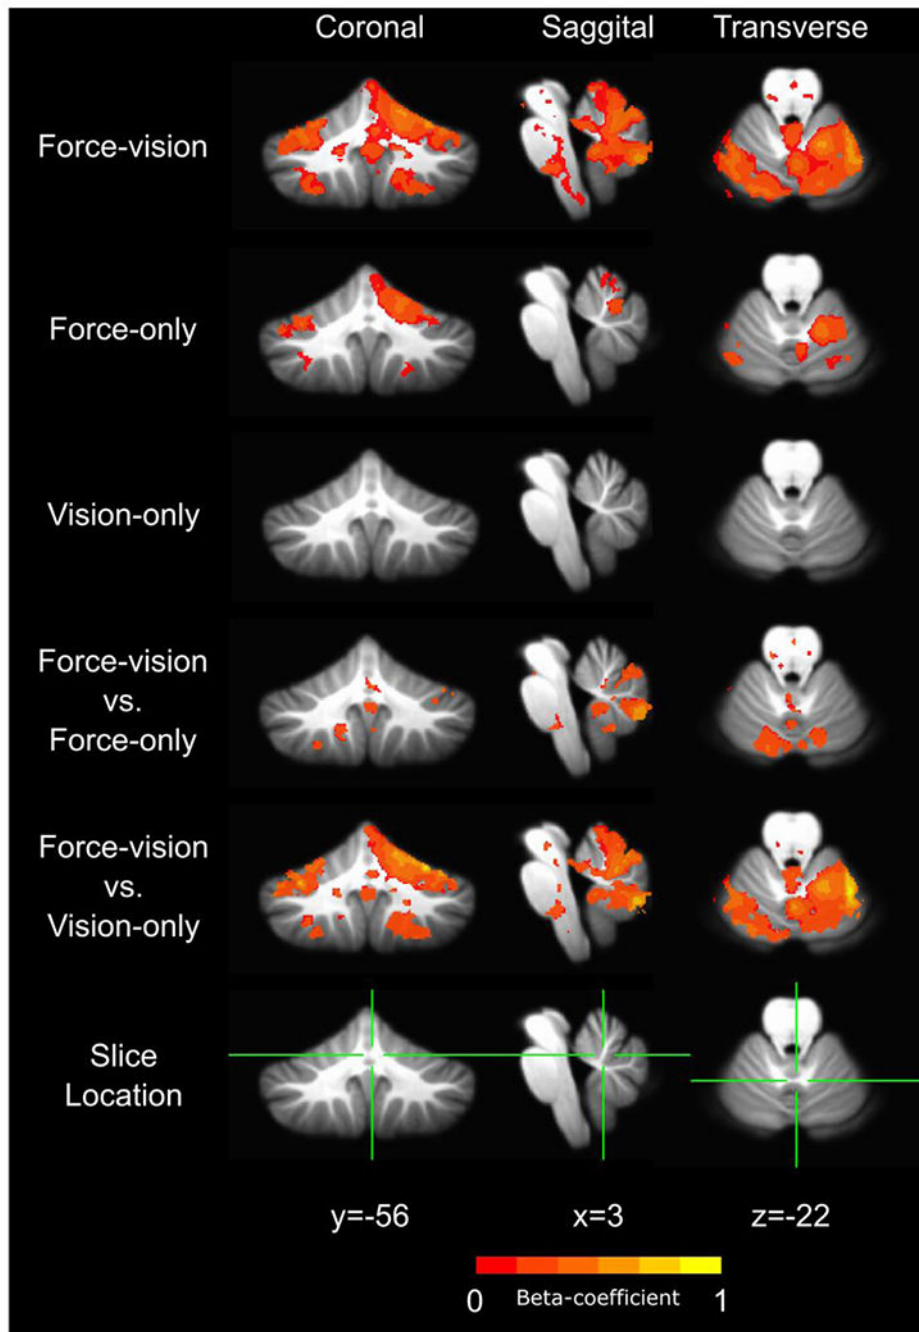 Coronal Saggital Transverse
Force-vision
Force-only
Vision-only
Force-vision
vs.
Force-only
Force-vision
vs.
Vision-only
Slice
Location
y=-56 x=3 z=-22
0 Beta-coefficient 1